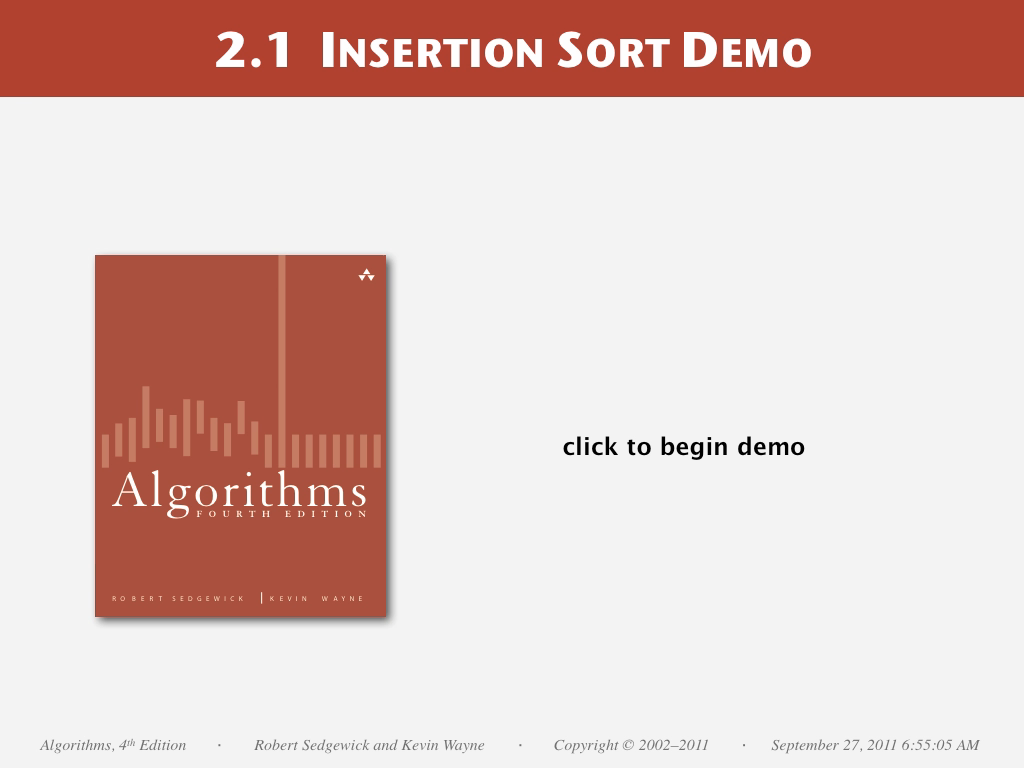 2.1 INSERTION SORT DEMO
Algorithms
FOURTH EDITION
ROBERT SEDGEWICK | KEVIN WAYNE
click to begin demo
Algorithms, 4th Edition · Robert Sedgewick and Kevin Wayne · Copyright © 2002–2011 · September 27, 2011 6:55:05 AM